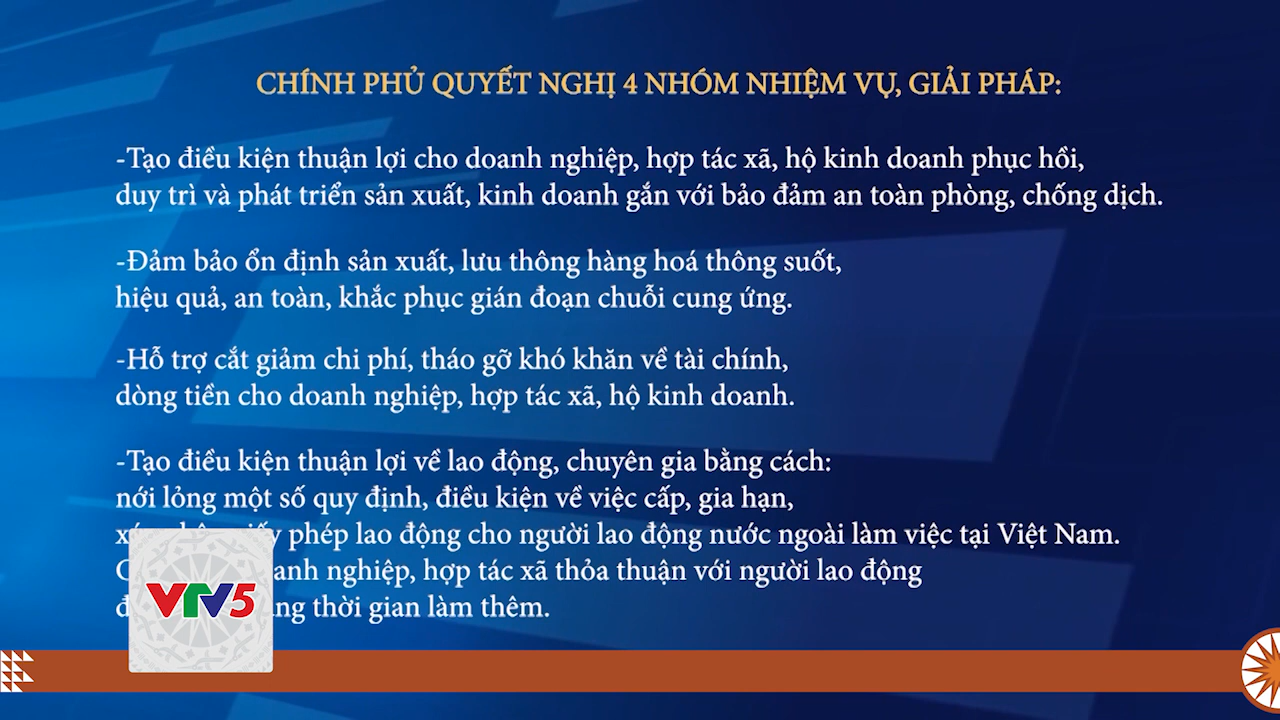 CHÍNH PHỦ QUYẾT NGHỊ 4 NHÓM NHIỆM VỤ, GIẢI PHÁP:
-Tạo điều kiện thuận lợi cho doanh nghiệp, hợp tác xã, hộ kinh doanh phục hồi,
duy trì và phát triển sản xuất, kinh doanh gắn với bảo đảm an toàn phòng, chống dịch.
-Đảm bảo ổn định sản xuất, lưu thông hàng hoá thông suốt,
hiệu quả, an toàn, khắc phục gián đoạn chuỗi cung ứng.
-Hỗ trợ cắt giảm chi phí, tháo gỡ khó khăn về tài chính,
dòng tiền cho doanh nghiệp, hợp tác xã, hộ kinh doanh.
-Tạo điều kiện thuận lợi về lao động, chuyên gia bằng cách:
nới lỏng một số quy định, điều kiện về việc cấp, gia hạn,
phép lao động cho người lao động nước ngoài làm việc tại Việt Nam.
nghiệp, hợp tác xã thỏa thuận với người lao động
thời gian làm thêm.
VTV5